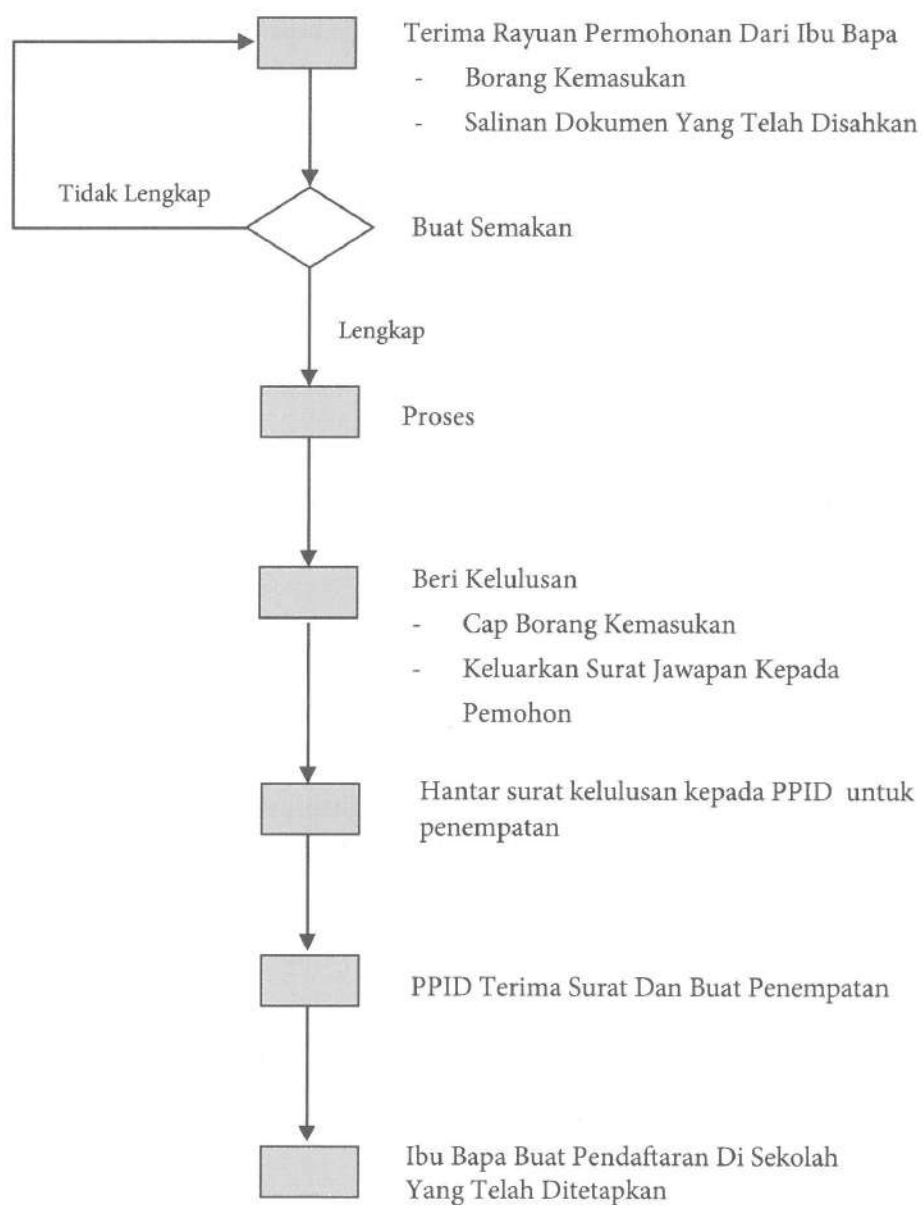 Terima Rayuan Permohonan Dari Ibu Bapa
- Borang Kemasukan
- Salinan Dokumen Yang Telah Disahkan
Tidak Lengkap
Buat Semakan
Lengkap
Proses
Beri Kelulusan
- Cap Borang Kemasukan
- Keluarkan Surat Jawapan Kepada
Pemohon
Hantar surat kelulusan kepada PPID untuk
penempatan
PPID Terima Surat Dan Buat Penempatan
Ibu Bapa Buat Pendaftaran Di Sekolah
Yang Telah Ditetapkan